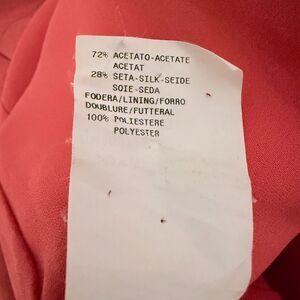 72% ACETATO-ACETATE
ACETAT
28% SETA-SILK-SEIDE
SOIE-SEDA
FODERA/LINING/FORRO
DOUBLURE/FUTTERAL
100% POLIESTERE
POLYESTER